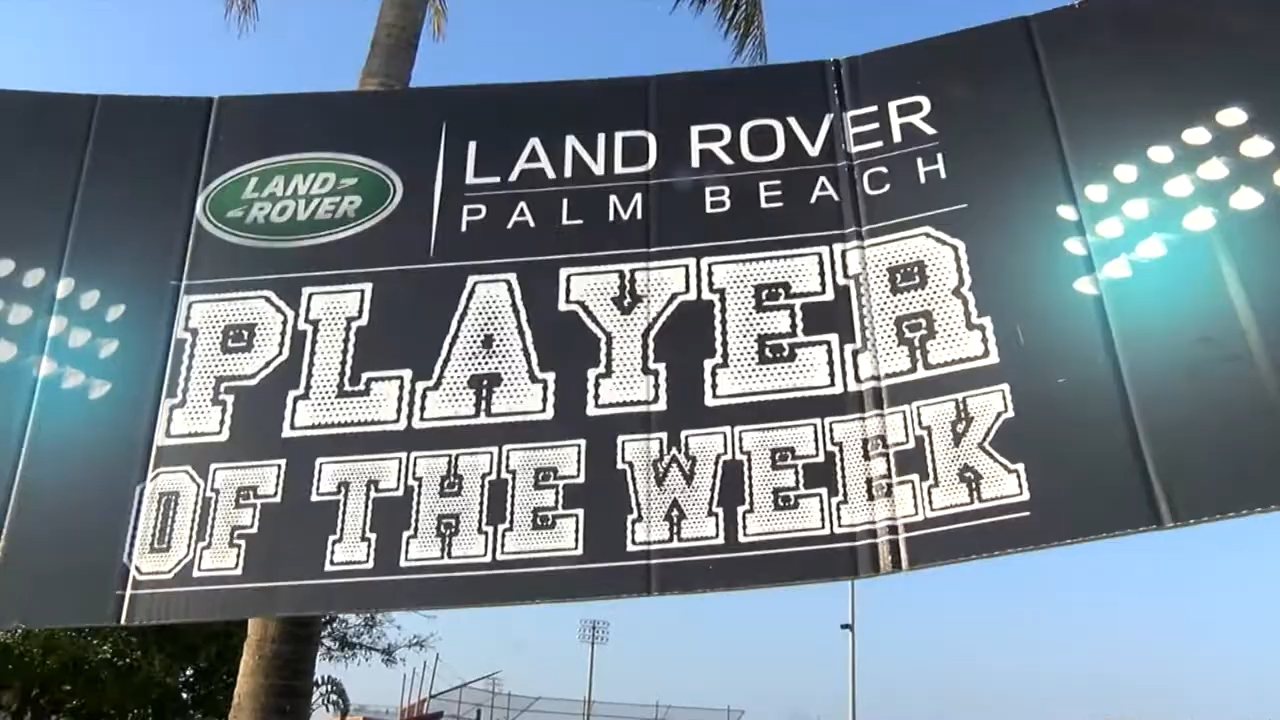 LAND-
-ROVER
LAND ROVER
PALM BEACH
PLAYER
OF THE WEEK